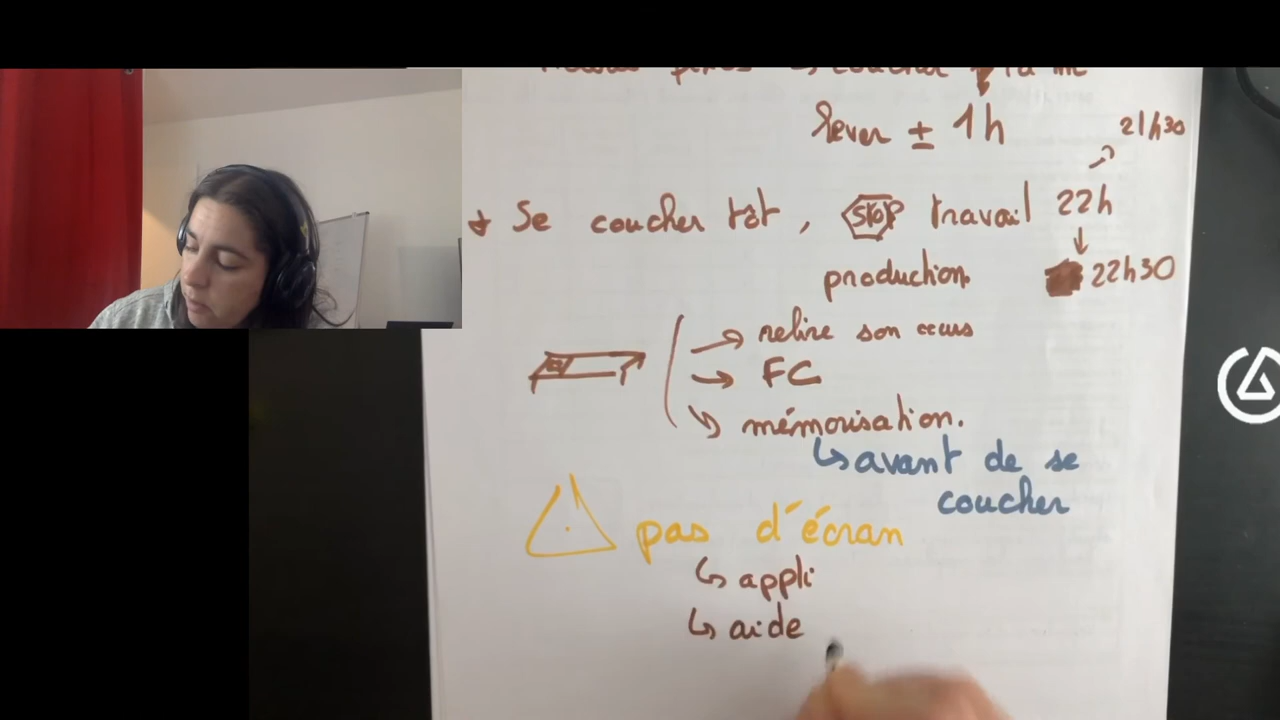 lever ± 1h
21h30
* Se coucher tôt, STOP travail 22h
production 22h30
→ relire son cours
→ FC
→ mémorisation.
↳ avant de se
coucher
pas d'écran
↳ appli
↳ aide